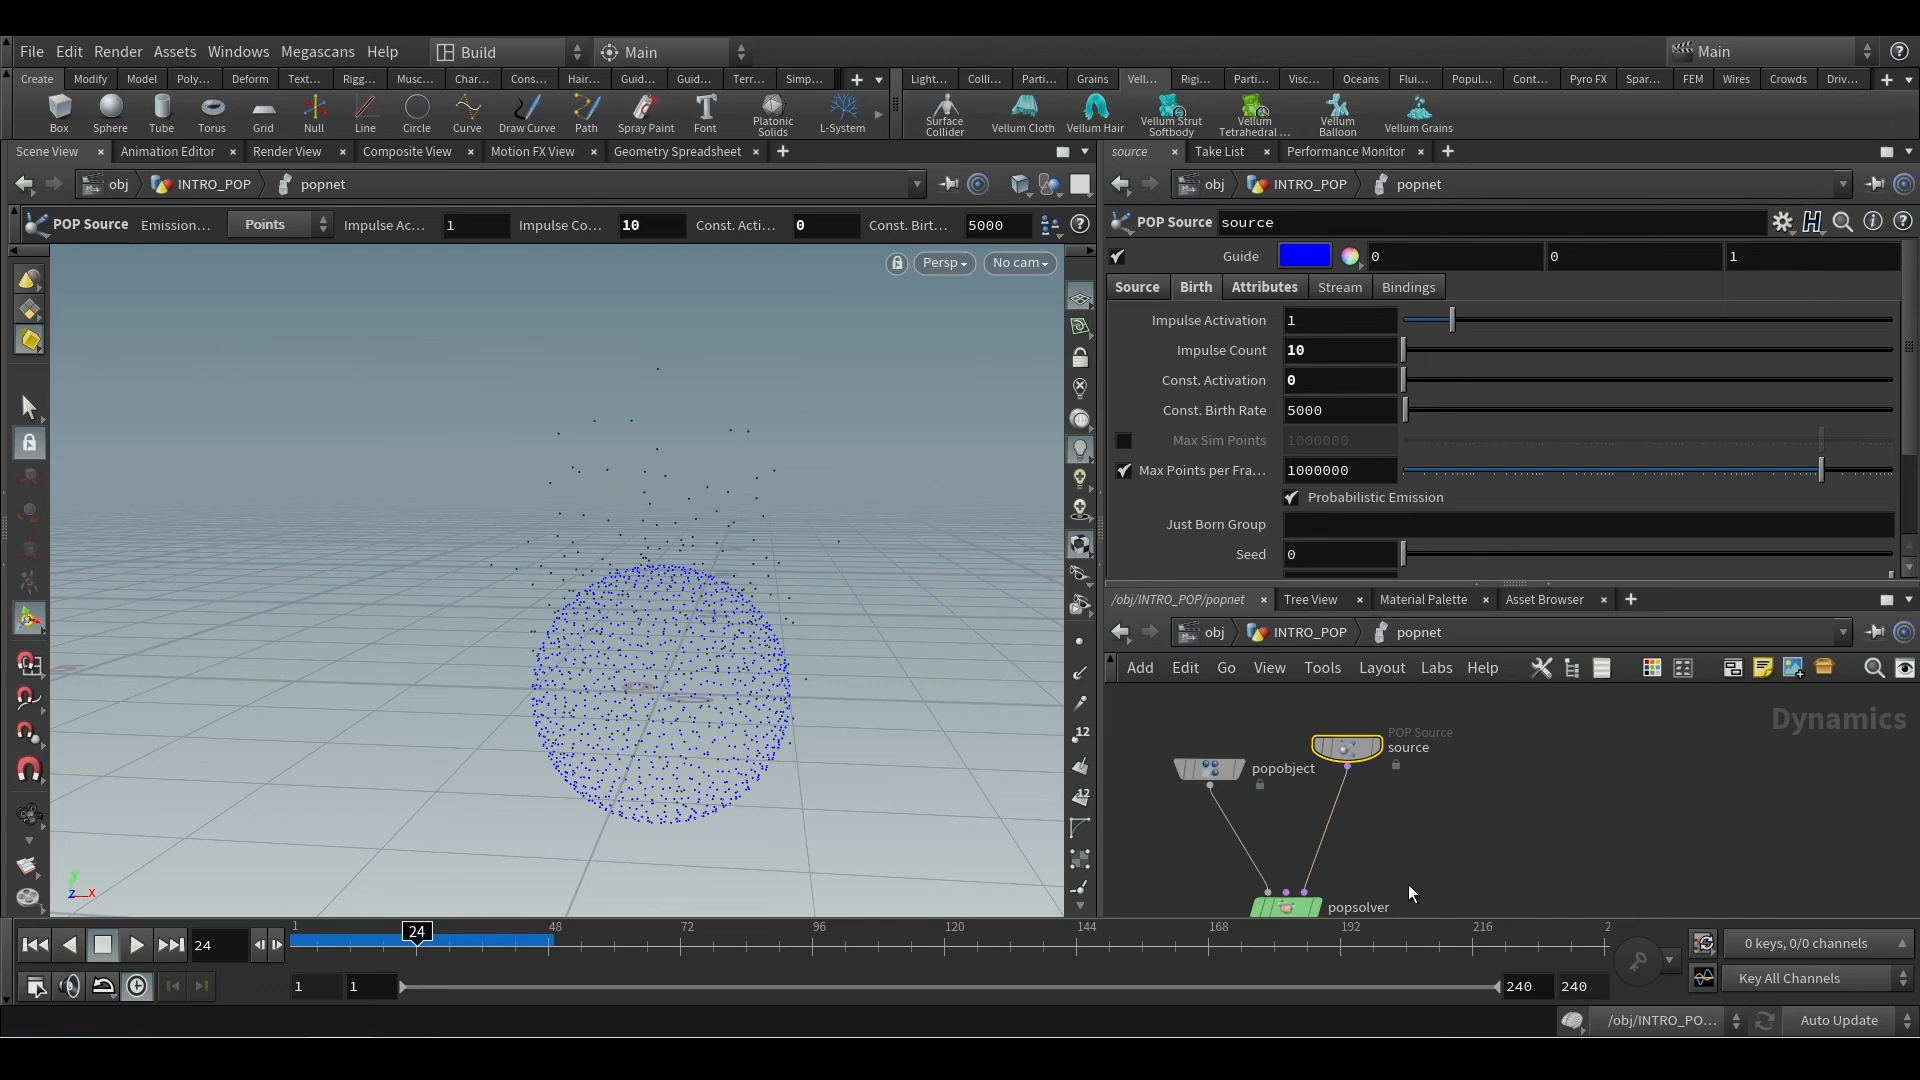 File Edit Render Assets Windows Megascans Help Build Main Main
Create Modify Model Poly... Deform Text... Rigg... Musc... Char... Cons... Hair... Guid... Guid... Terr... Simp... Light... Colli... Parti... Grains Vell... Rigi... Parti... Visc... Oceans Flui... Popul... Cont... Pyro FX Spar... FEM Wires Crowds Driv...
Box Sphere Tube Torus Grid Null Line Circle Curve Draw Curve Path Spray Paint Font Platonic Solids L-System Surface Collider Vellum Cloth Vellum Hair Vellum Strut Softbody Vellum Tetrahedral ... Vellum Balloon Vellum Grains
Scene View Animation Editor Render View Composite View Motion FX View Geometry Spreadsheet
obj INTRO_POP popnet
POP Source Emission... Points Impulse Ac... 1 Impulse Co... 10 Const. Acti... 0 Const. Birt... 5000
Persp No cam
y
z x
12
12
source Take List Performance Monitor
obj INTRO_POP popnet
POP Source source
Guide 0 0 1
Source Birth Attributes Stream Bindings
Impulse Activation 1
Impulse Count 10
Const. Activation 0
Const. Birth Rate 5000
Max Sim Points 1000000
Max Points per Fra... 1000000
Probabilistic Emission
Just Born Group
Seed 0
/obj/INTRO_POP/popnet Tree View Material Palette Asset Browser
obj INTRO_POP popnet
Add Edit Go View Tools Layout Labs Help
Dynamics
POP Source
source
popobject
popsolver
24 1 24 48 72 96 120 144 168 192 216 2
0 keys, 0/0 channels
1 1 240 240 Key All Channels
/obj/INTRO_PO... Auto Update